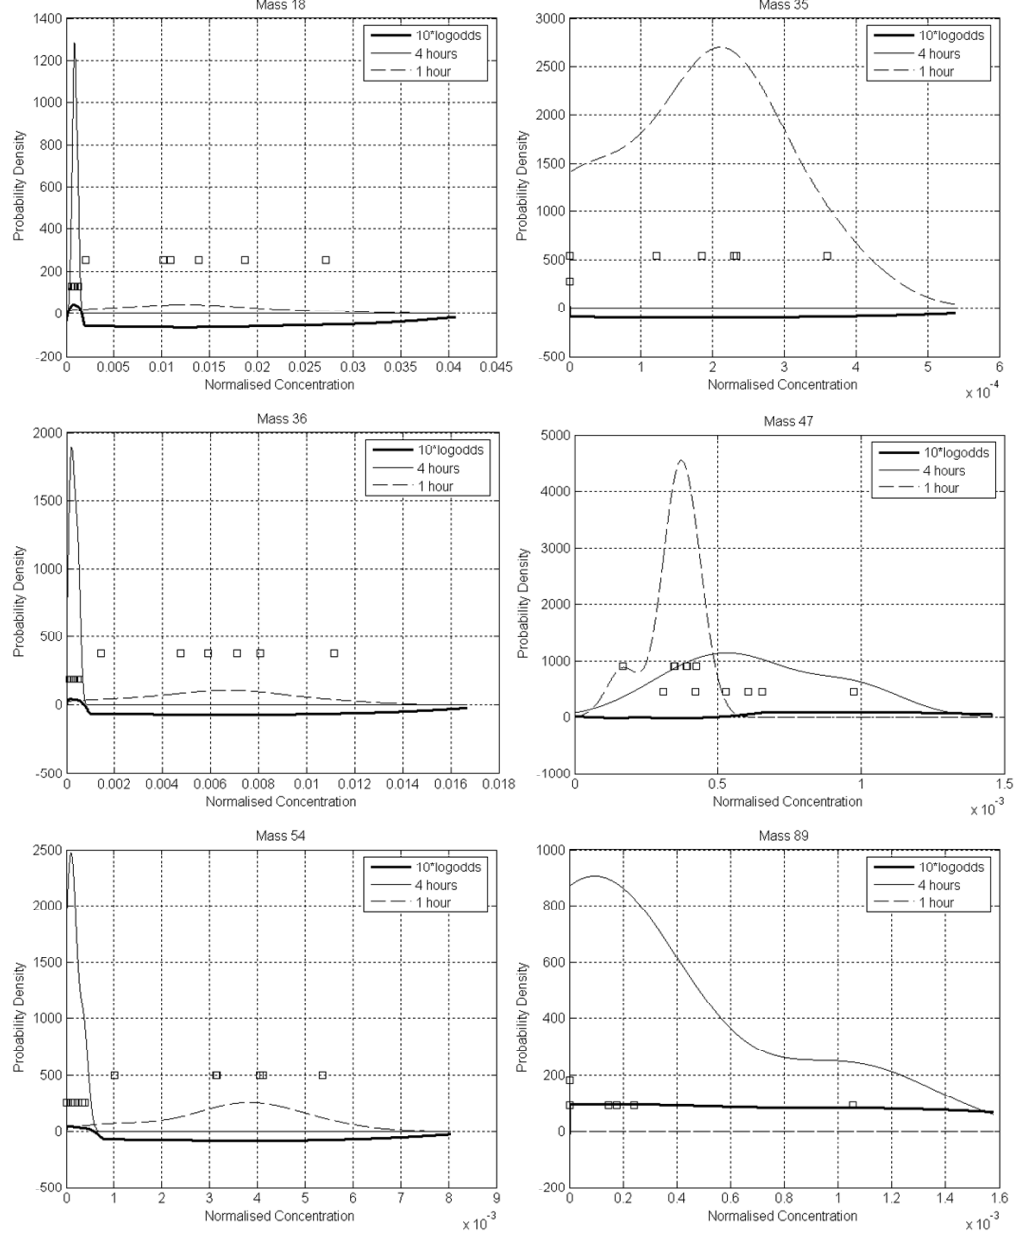 Mass 18
1400
1200
1000
800
600
400
200
0
-200
0 0.005 0.01 0.015 0.02 0.025 0.03 0.035 0.04 0.045
Normalised Concentration
Probability Density
10*logodds
4 hours
1 hour
Mass 35
3000
2500
2000
1500
1000
500
0
-500
0 1 2 3 4 5 6
x 10-4
Normalised Concentration
Probability Density
10*logodds
4 hours
1 hour
Mass 36
2000
1500
1000
500
0
-500
0 0.002 0.004 0.006 0.008 0.01 0.012 0.014 0.016 0.018
Normalised Concentration
Probability Density
10*logodds
4 hours
1 hour
Mass 47
5000
4000
3000
2000
1000
0
-1000
0 0.5 1 1.5
x 10-3
Normalised Concentration
Probability Density
10*logodds
4 hours
1 hour
Mass 54
2500
2000
1500
1000
500
0
-500
0 1 2 3 4 5 6 7 8 9
x 10-3
Normalised Concentration
Probability Density
10*logodds
4 hours
1 hour
Mass 89
1000
800
600
400
200
0
-200
0 0.2 0.4 0.6 0.8 1 1.2 1.4 1.6
x 10-3
Normalised Concentration
Probability Density
10*logodds
4 hours
1 hour